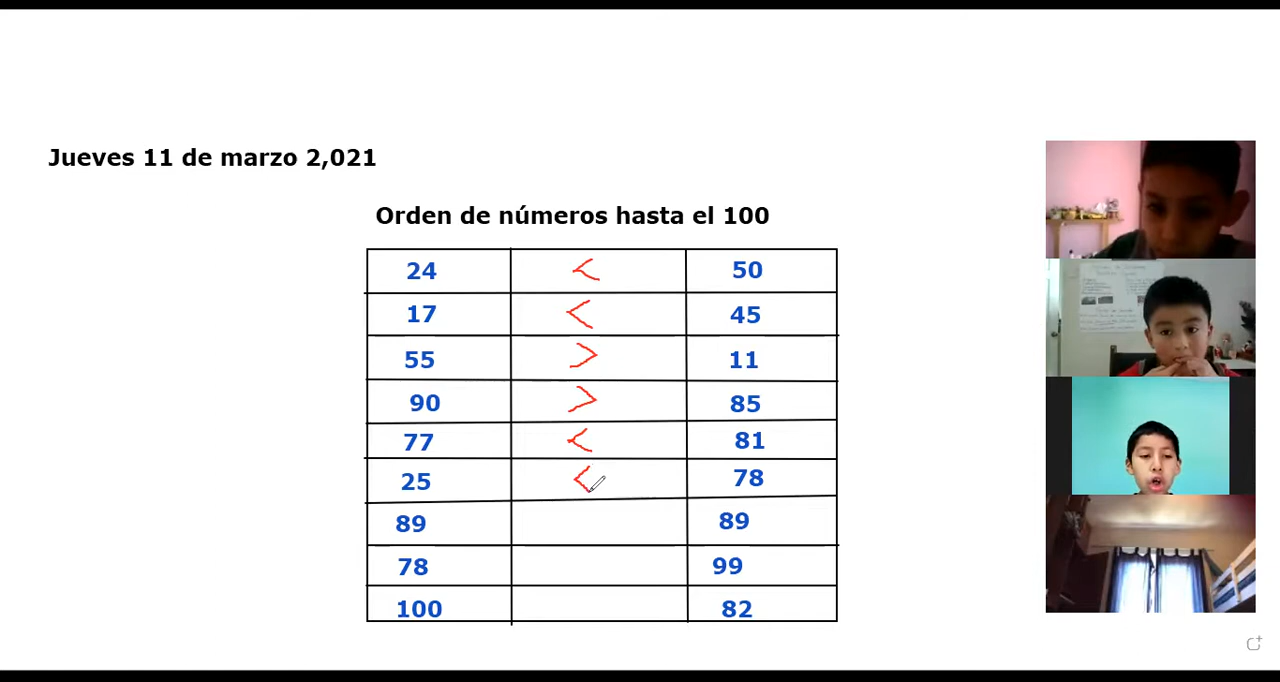 Jueves 11 de marzo 2,021
Orden de números hasta el 100
24 < 50
17 < 45
55 > 11
90 > 85
77 < 81
25 < 78
89 89
78 99
100 82